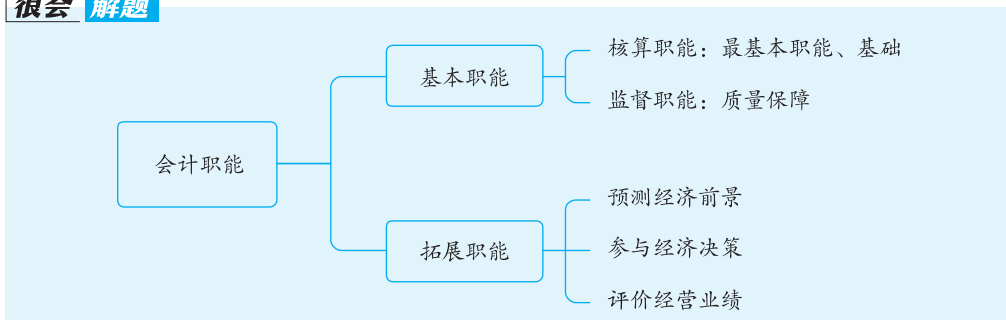 很会 解题
会计职能
基本职能
核算职能：最基本职能、基础
监督职能：质量保障
拓展职能
预测经济前景
参与经济决策
评价经营业绩